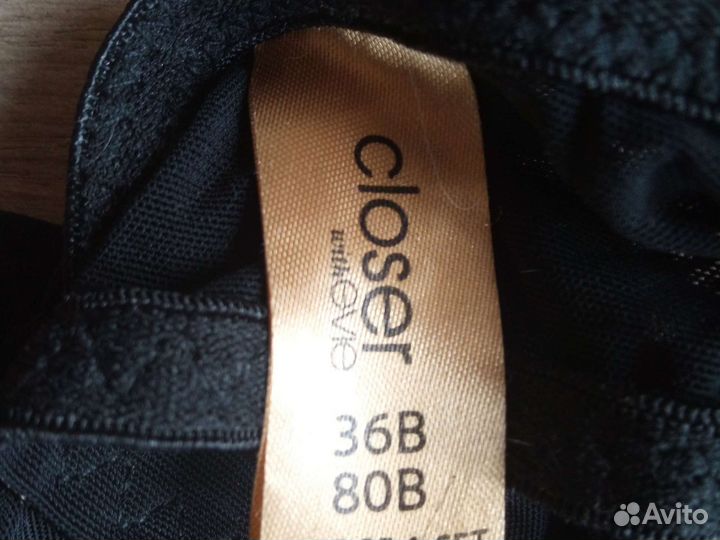 closer
with evie
36B
80B
Avito